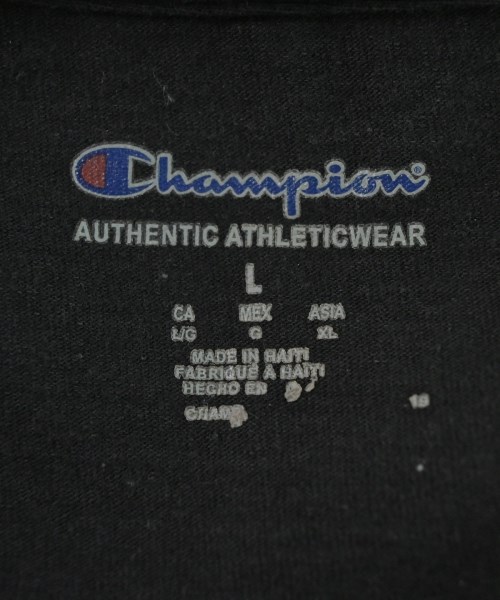 Champion®
AUTHENTIC ATHLETICWEAR
L
CA MEX ASIA
L/G G XL
MADE IN HAITI
FABRIQUE A HAITI
HECHO EN
18